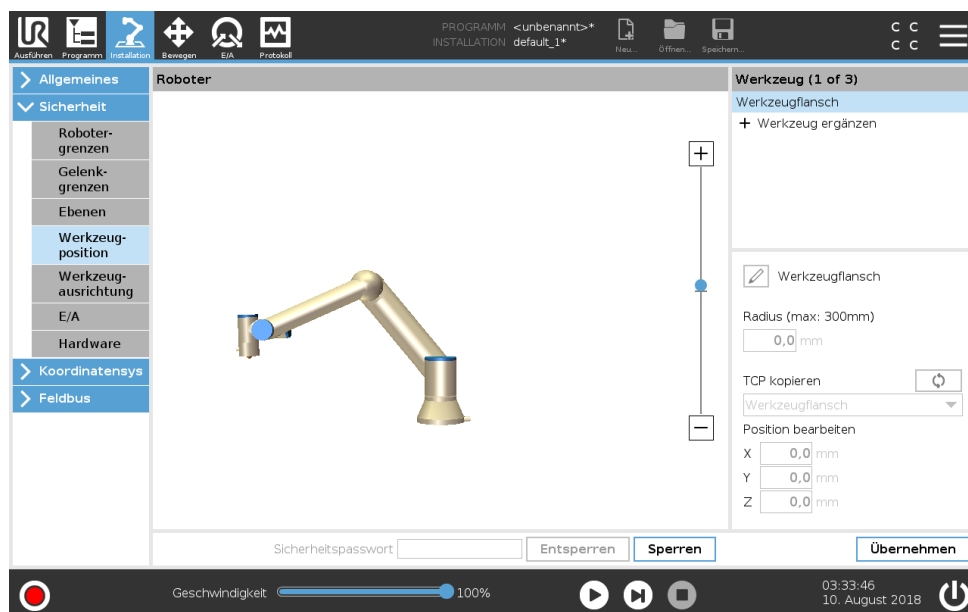 UR
Ausführen Programm Installation Bewegen E/A Protokoll
PROGRAMM <unbenannt>*
INSTALLATION default_1*
Neu... Öffnen... Speichern...
C C
C C
Allgemeines
Sicherheit
Roboter-
grenzen
Gelenk-
grenzen
Ebenen
Werkzeug-
position
Werkzeug-
ausrichtung
E/A
Hardware
Koordinatensys
Feldbus
Roboter
+
−
Werkzeug (1 of 3)
Werkzeugflansch
+ Werkzeug ergänzen
Werkzeugflansch
Radius (max: 300mm)
0,0 mm
TCP kopieren
Werkzeugflansch
Position bearbeiten
X 0,0 mm
Y 0,0 mm
Z 0,0 mm
Sicherheitspasswort Entsperren Sperren Übernehmen
Geschwindigkeit 100%
03:33:46
10. August 2018